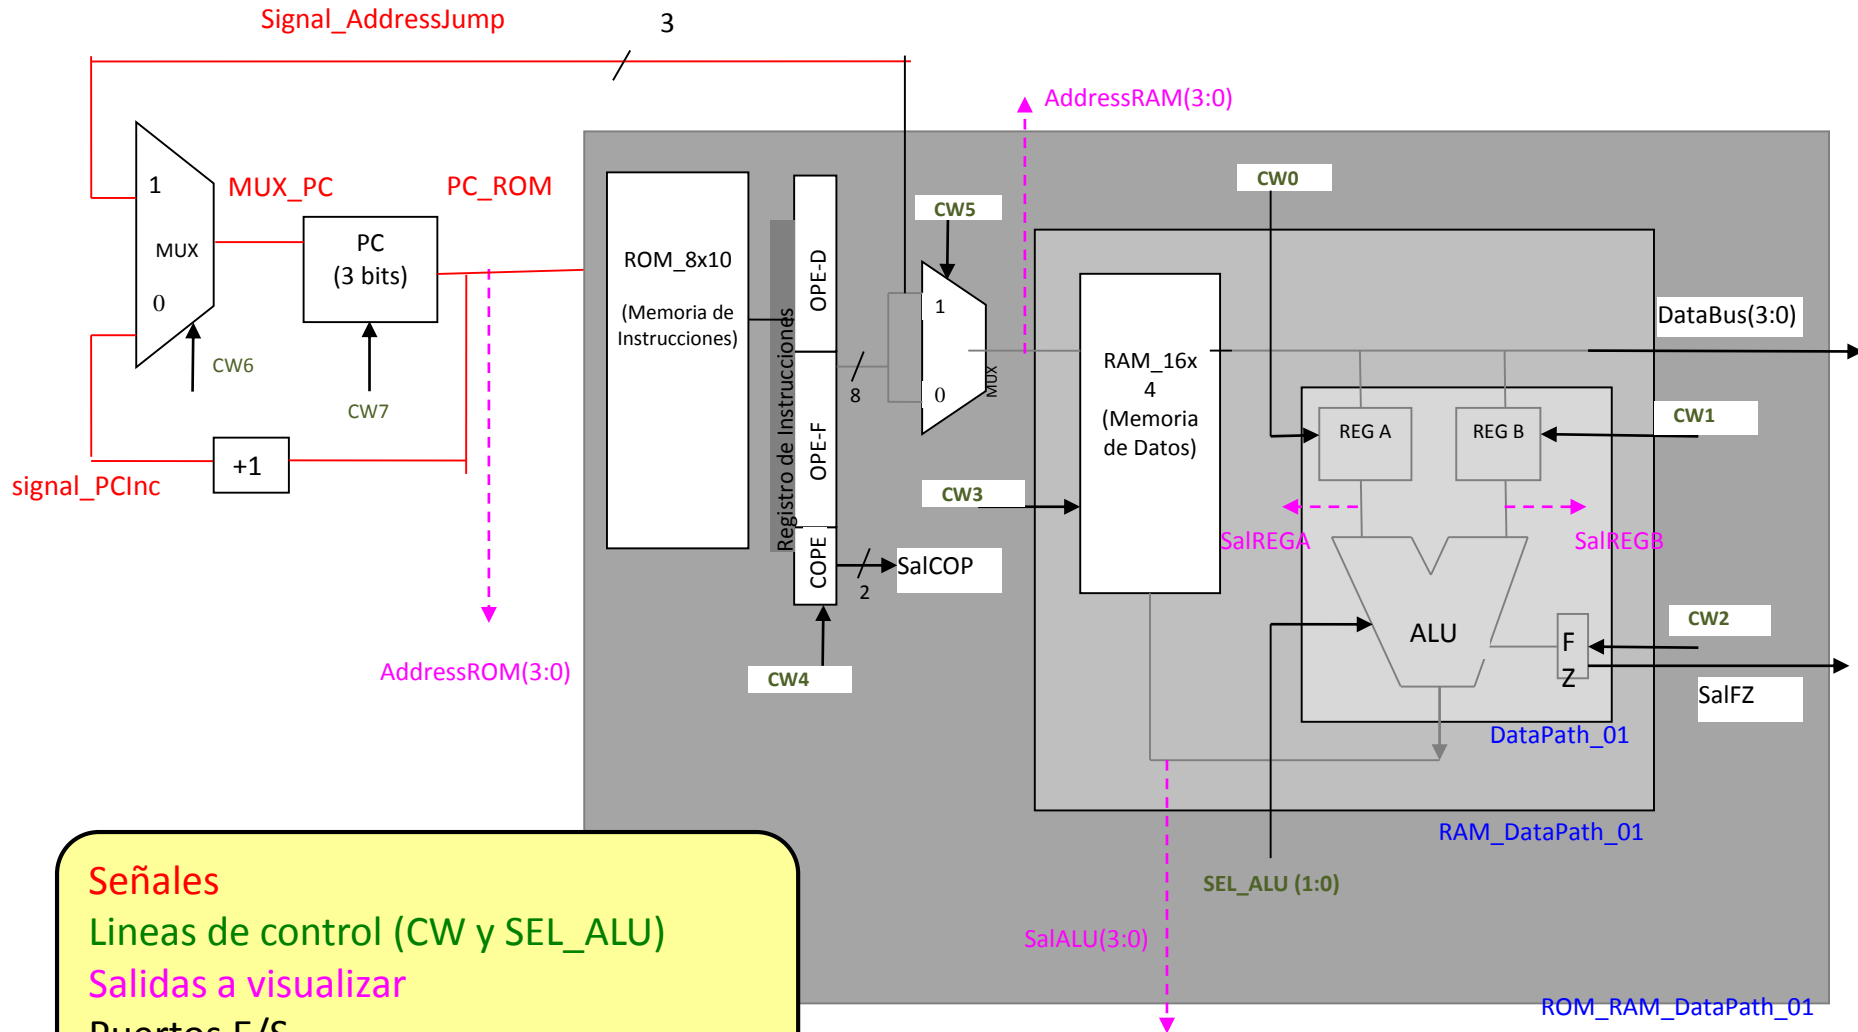 Signal_AddressJump
3
AddressRAM(3:0)
1
MUX_PC
PC_ROM
MUX
0
PC
(3 bits)
CW6
CW7
+1
signal_PCInc
AddressROM(3:0)
ROM_8x10
(Memoria de
Instrucciones)
Registro de Instrucciones
OPE-D
OPE-F
COPE
8
2
SalCOP
CW4
CW5
1
0
MUX
CW3
CW0
RAM_16x
4
(Memoria
de Datos)
DataBus(3:0)
REG A
REG B
CW1
SalREGA
SalREGB
ALU
F
Z
CW2
SalFZ
DataPath_01
RAM_DataPath_01
SEL_ALU (1:0)
SalALU(3:0)
ROM_RAM_DataPath_01
Señales
Lineas de control (CW y SEL_ALU)
Salidas a visualizar
Puertos E/S